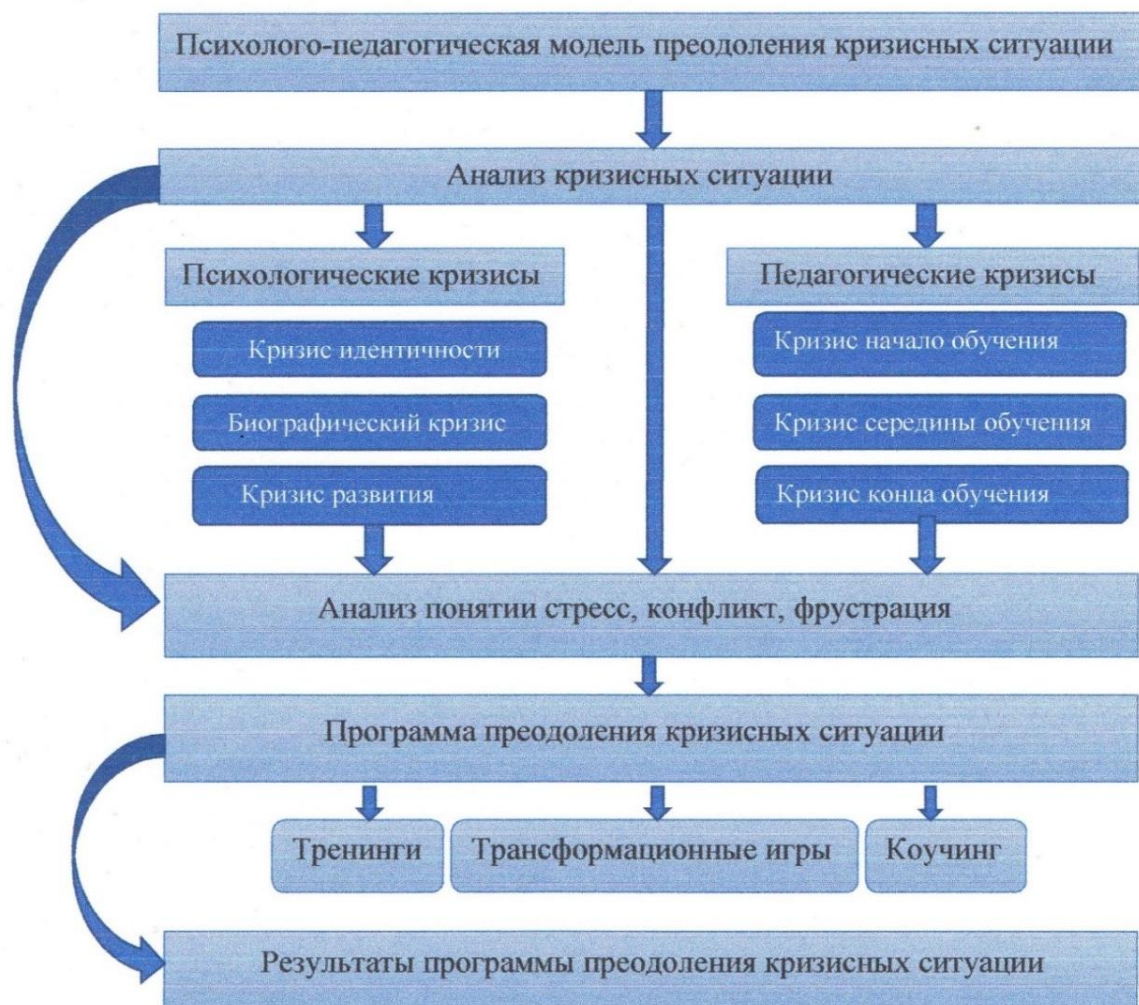 Психолого-педагогическая модель преодоления кризисных ситуации
Анализ кризисных ситуации
Психологические кризисы
Кризис идентичности
Биографический кризис
Кризис развития
Педагогические кризисы
Кризис начало обучения
Кризис середины обучения
Кризис конца обучения
Анализ понятии стресс, конфликт, фрустрация
Программа преодоления кризисных ситуации
Тренинги
Трансформационные игры
Коучинг
Результаты программы преодоления кризисных ситуации